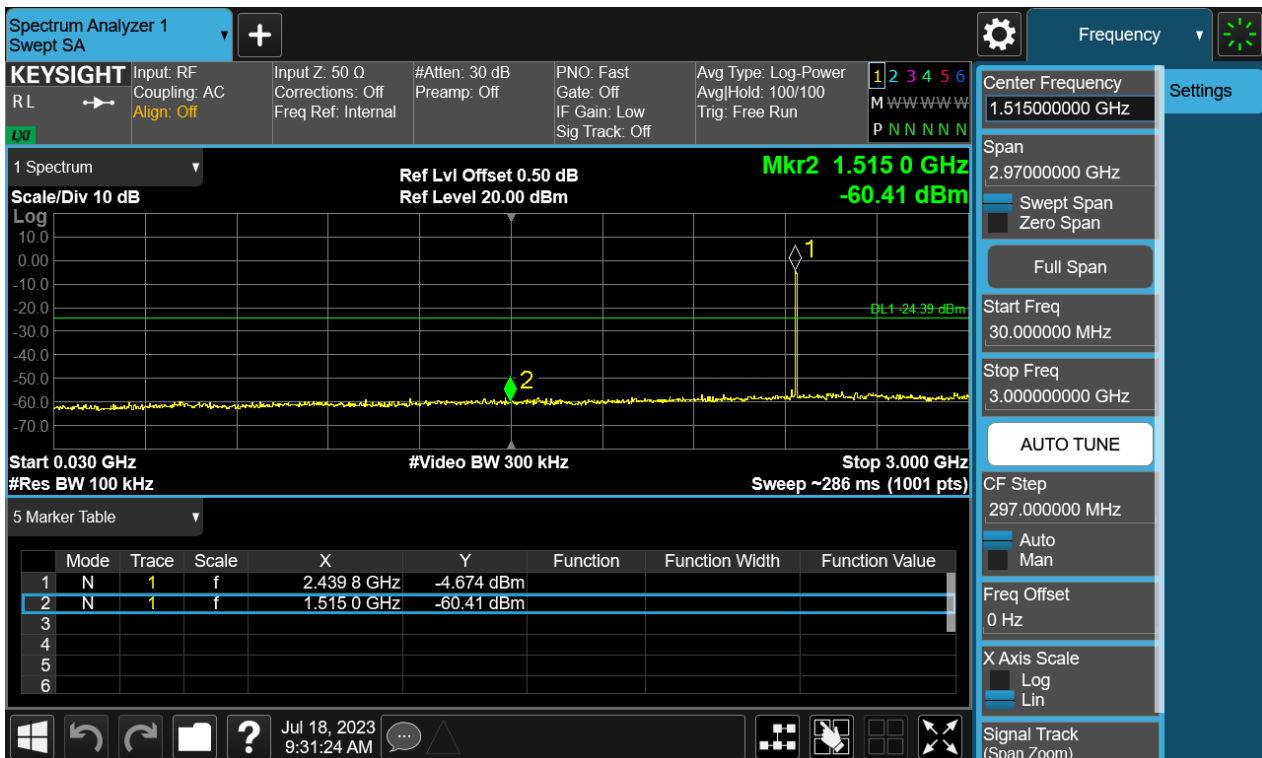 Spectrum Analyzer 1
Swept SA
+
Frequency
KEYSIGHT
R L
LXI
Input: RF
Coupling: AC
Align: Off
Input Z: 50 Ω
Corrections: Off
Freq Ref: Internal
#Atten: 30 dB
Preamp: Off
PNO: Fast
Gate: Off
IF Gain: Low
Sig Track: Off
Avg Type: Log-Power
Avg|Hold: 100/100
Trig: Free Run
1 2 3 4 5 6
M W W W W W
P N N N N N
1 Spectrum
Scale/Div 10 dB
Ref Lvl Offset 0.50 dB
Ref Level 20.00 dBm
Mkr2 1.515 0 GHz
-60.41 dBm
Log
10.0
0.00
-10.0
-20.0
-30.0
-40.0
-50.0
-60.0
-70.0
1
DL1 -24.39 dBm
2
Start 0.030 GHz
#Video BW 300 kHz
Stop 3.000 GHz
#Res BW 100 kHz
Sweep ~286 ms (1001 pts)
5 Marker Table
Mode Trace Scale X Y Function Function Width Function Value
1 N 1 f 2.439 8 GHz -4.674 dBm
2 N 1 f 1.515 0 GHz -60.41 dBm
3
4
5
6
?
Jul 18, 2023
9:31:24 AM
Center Frequency
1.515000000 GHz
Span
2.97000000 GHz
Swept Span
Zero Span
Full Span
Start Freq
30.000000 MHz
Stop Freq
3.000000000 GHz
AUTO TUNE
CF Step
297.000000 MHz
Auto
Man
Freq Offset
0 Hz
X Axis Scale
Log
Lin
Signal Track
(Span Zoom)
Settings